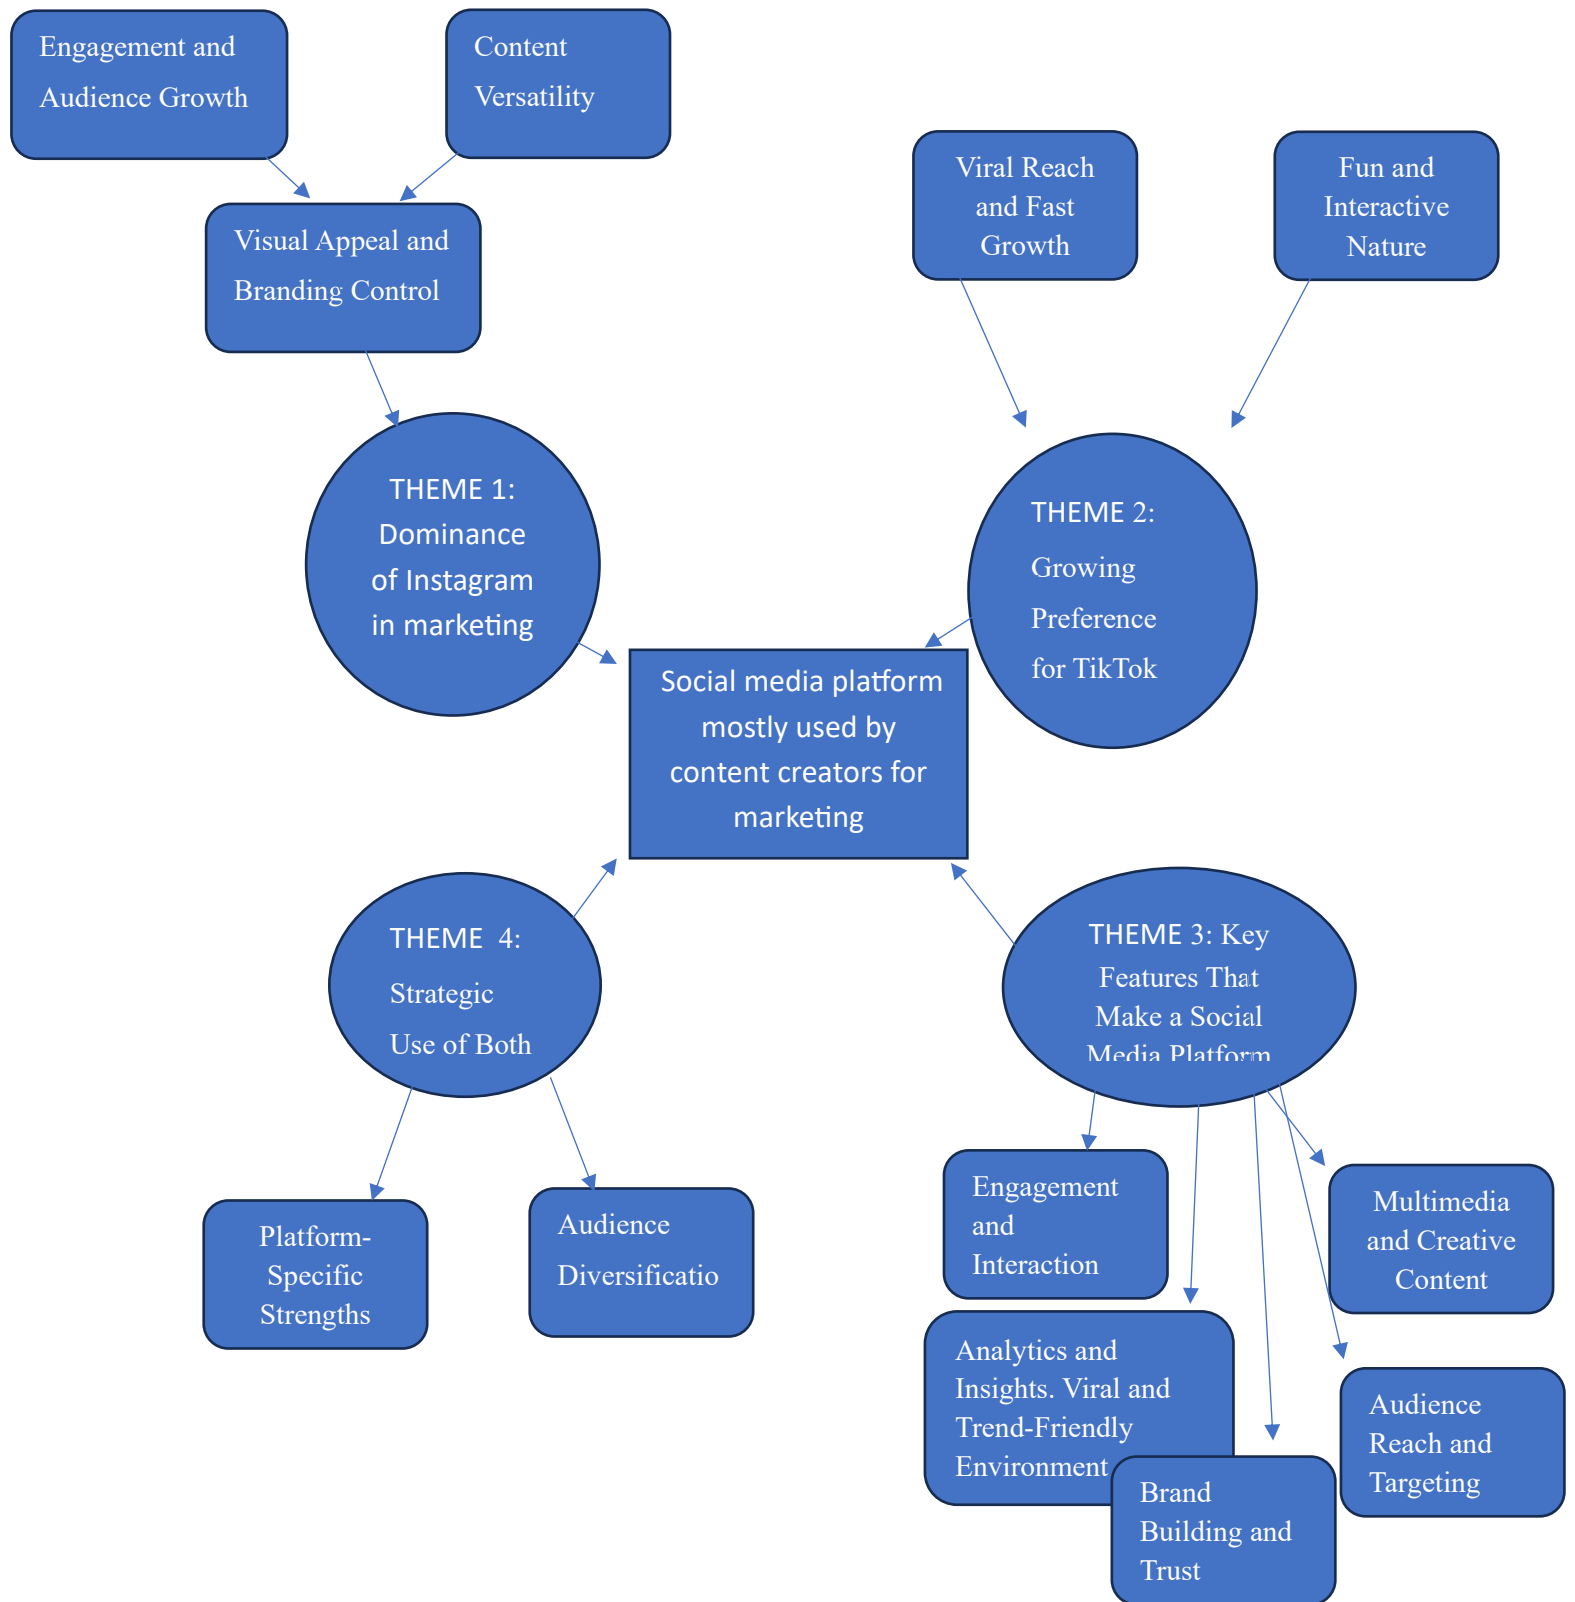 Engagement and
Audience Growth
Content
Versatility
Visual Appeal and
Branding Control
Viral Reach
and Fast
Growth
Fun and
Interactive
Nature
THEME 1:
Dominance
of Instagram
in marketing
THEME 2:
Growing
Preference
for TikTok
Social media platform
mostly used by
content creators for
marketing
THEME 4:
Strategic
Use of Both
THEME 3: Key
Features That
Make a Social
Media Platform
Platform-
Specific
Strengths
Audience
Diversificatio
Engagement
and
Interaction
Multimedia
and Creative
Content
Analytics and
Insights. Viral and
Trend-Friendly
Environment
Audience
Reach and
Targeting
Brand
Building and
Trust